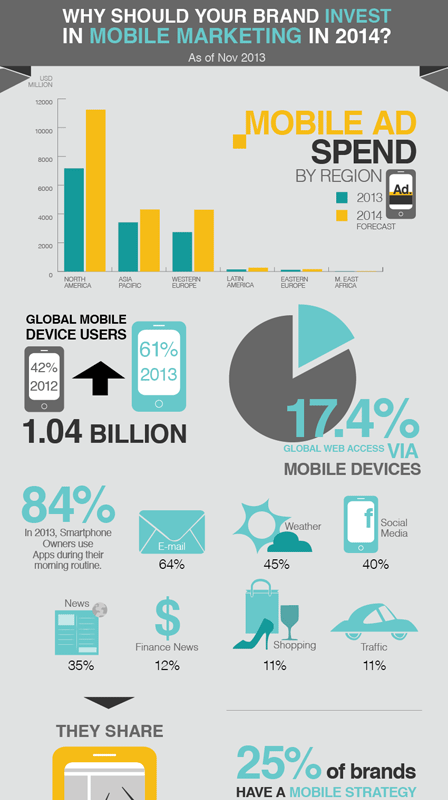 WHY SHOULD YOUR BRAND INVEST
IN MOBILE MARKETING IN 2014?
As of Nov 2013
USD
MILLION
12000
10000
8000
6000
4000
2000
0
NORTH
AMERICA
ASIA
PACIFIC
WESTERN
EUROPE
LATIN
AMERICA
EASTERN
EUROPE
M. EAST
AFRICA
MOBILE AD
SPEND
BY REGION
2013
2014
FORECAST
Ad.
GLOBAL MOBILE
DEVICE USERS
42%
2012
61%
2013
1.04 BILLION
17.4%
GLOBAL WEB ACCESS VIA
MOBILE DEVICES
84%
In 2013, Smartphone
Owners use
Apps during their
morning routine.
E-mail
64%
Weather
45%
f
Social
Media
40%
News
35%
$
Finance News
12%
Shopping
11%
Traffic
11%
THEY SHARE
25% of brands
HAVE A MOBILE STRATEGY